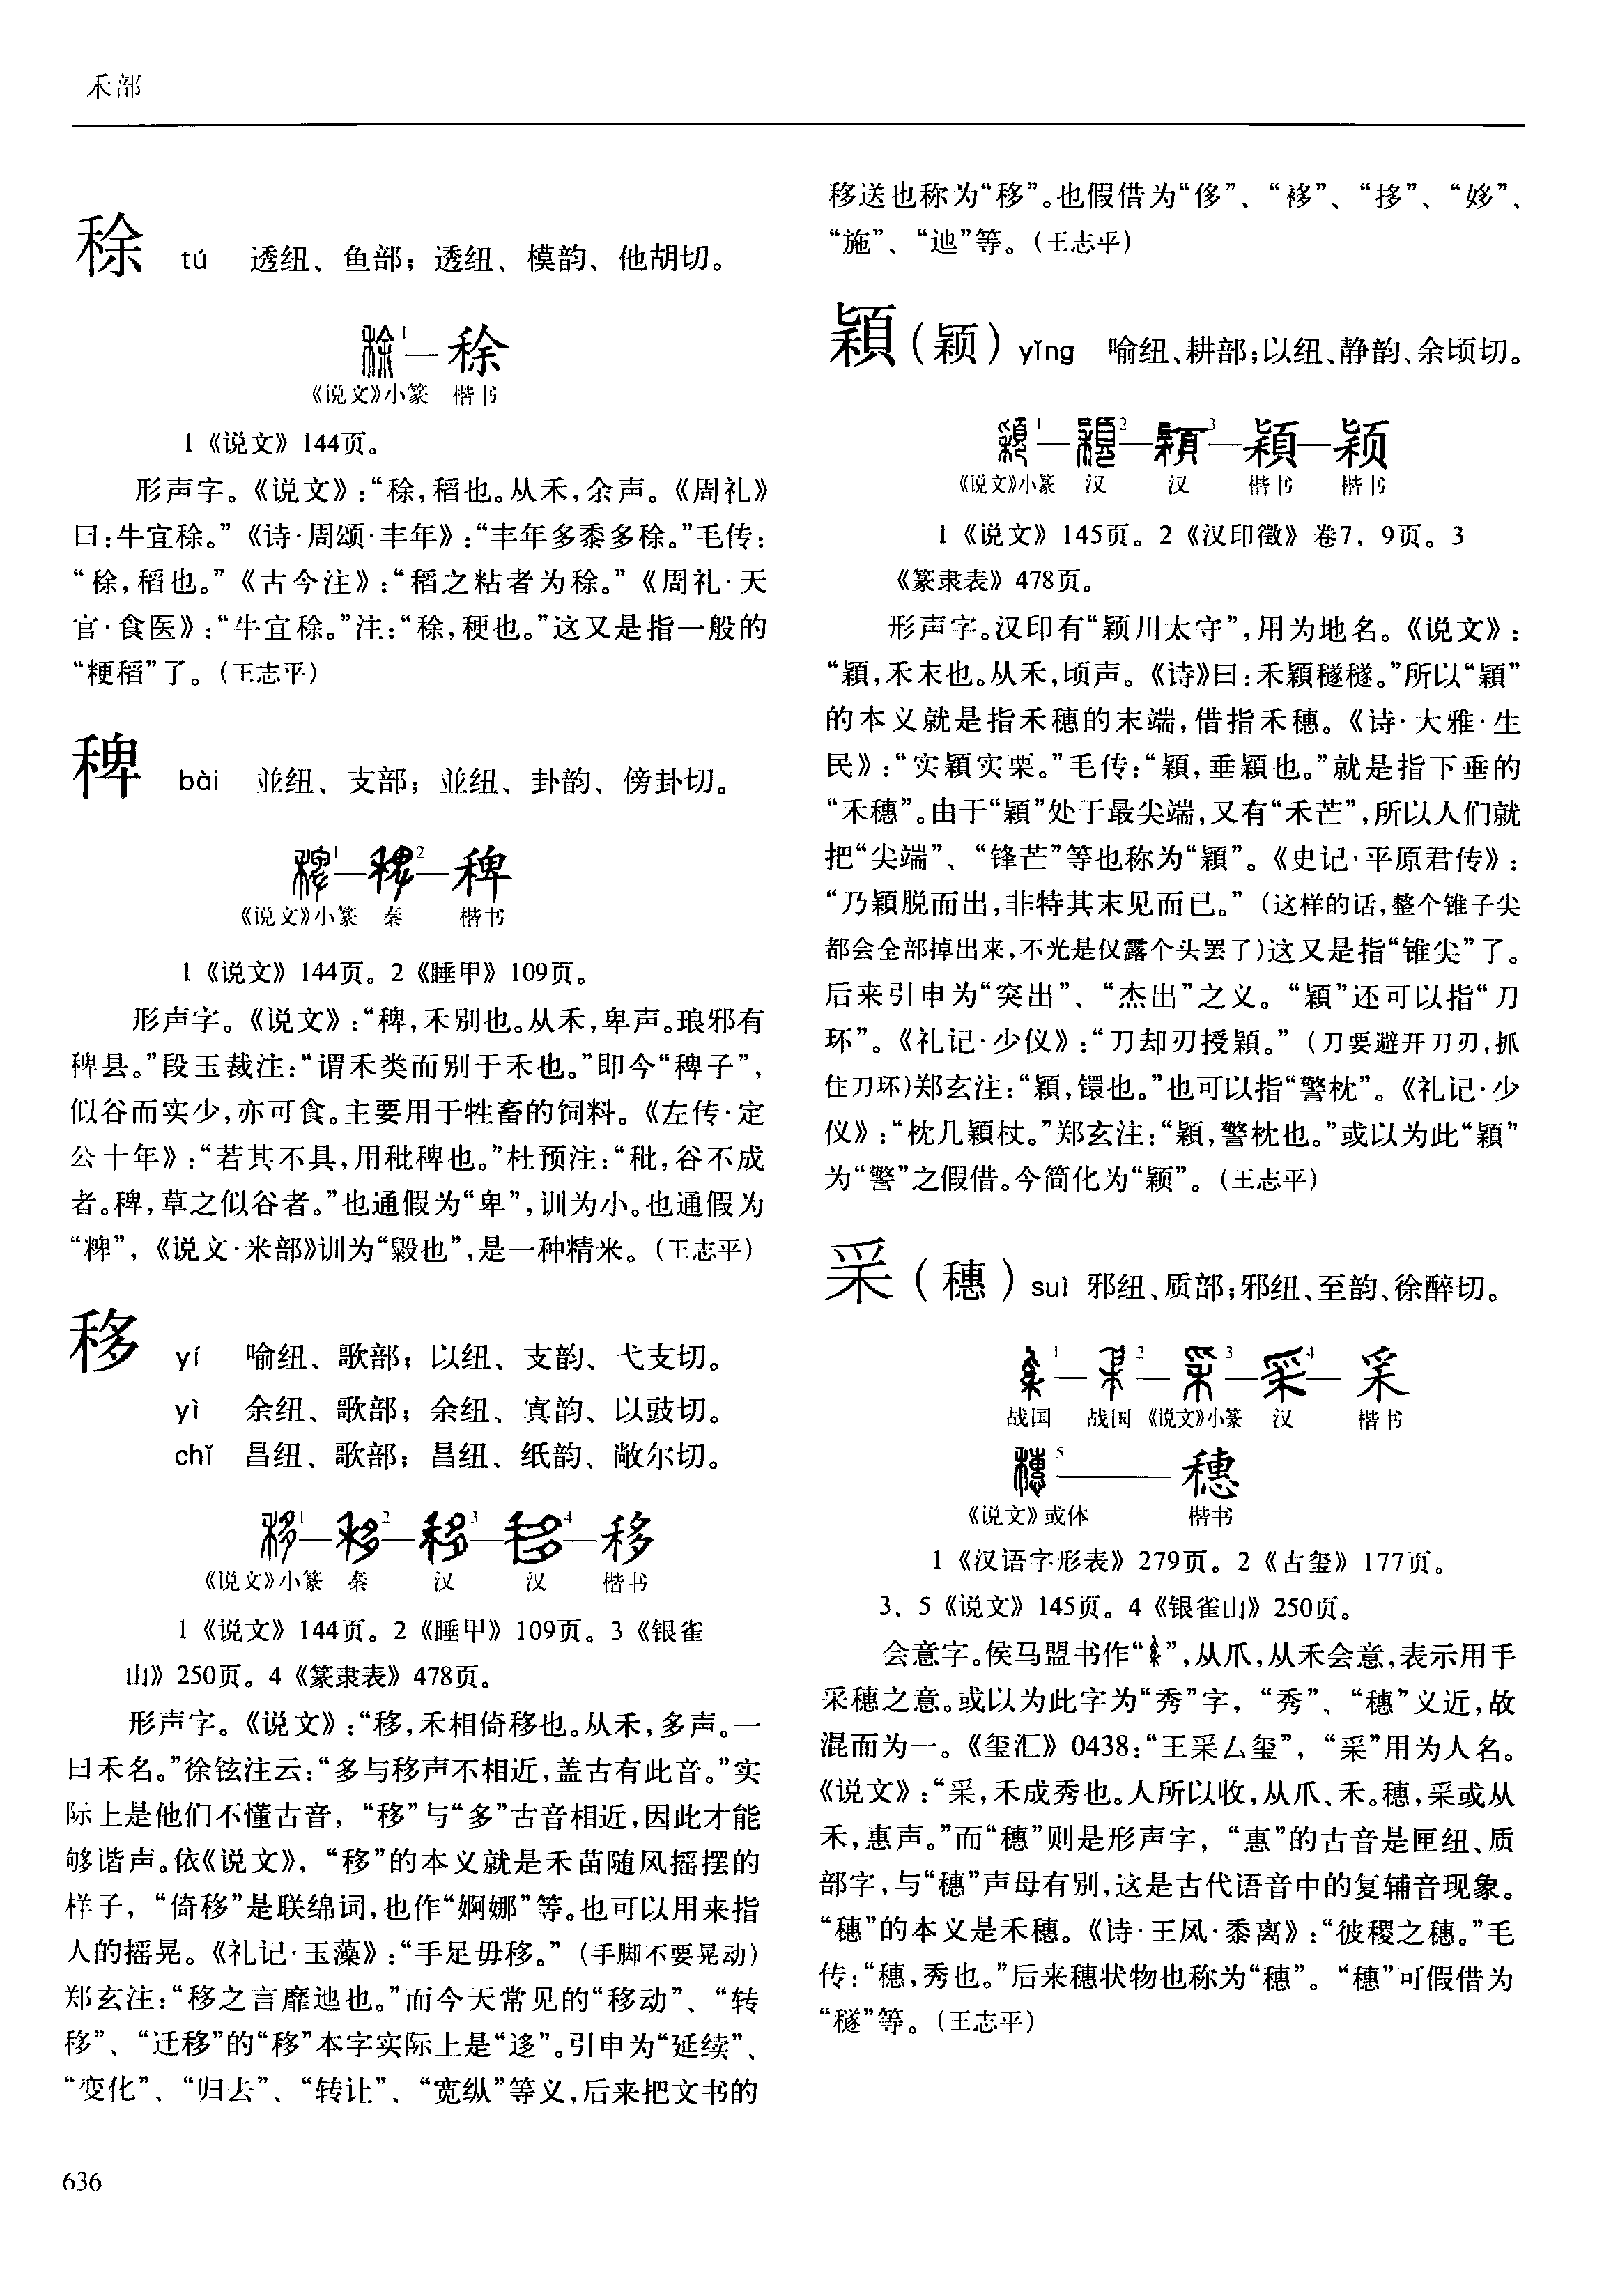 禾部
稌 tú 透纽、鱼部；透纽、模韵、他胡切。
1—稌
《说文》小篆 楷书
1《说文》144页。
形声字。《说文》：“稌，稻也。从禾，余声。《周礼》
曰：牛宜稌。”《诗·周颂·丰年》：“丰年多黍多稌。”毛传：
“稌，稻也。”《古今注》：“稻之粘者为稌。”《周礼·天
官·食医》：“牛宜稌。”注：“稌，稉也。”这又是指一般的
“粳稻”了。（王志平）
稗 bài 並纽、支部；並纽、卦韵、傍卦切。
1—2—稗
《说文》小篆 秦 楷书
1《说文》144页。2《睡甲》109页。
形声字。《说文》：“稗，禾别也。从禾，卑声。琅邪有
稗县。”段玉裁注：“谓禾类而别于禾也。”即今“稗子”，
似谷而实少，亦可食。主要用于牲畜的饲料。《左传·定
公十年》：“若其不具，用秕稗也。”杜预注：“秕，谷不成
者。稗，草之似谷者。”也通假为“卑”，训为小。也通假为
“粺”，《说文·米部》训为“毇也”，是一种精米。（王志平）
移 yí 喻纽、歌部；以纽、支韵、弋支切。
yì 余纽、歌部；余纽、寘韵、以豉切。
chǐ 昌纽、歌部；昌纽、纸韵、敞尔切。
1—2—3—4—移
《说文》小篆 秦 汉 汉 楷书
1《说文》144页。2《睡甲》109页。3《银雀
山》250页。4《篆隶表》478页。
形声字。《说文》：“移，禾相倚移也。从禾，多声。一
曰禾名。”徐铉注云：“多与移声不相近，盖古有此音。”实
际上是他们不懂古音，“移”与“多”古音相近，因此才能
够谐声。依《说文》，“移”的本义就是禾苗随风摇摆的
样子，“倚移”是联绵词，也作“婀娜”等。也可以用来指
人的摇晃。《礼记·玉藻》：“手足毋移。”（手脚不要晃动）
郑玄注：“移之言靡迆也。”而今天常见的“移动”、“转
移”、“迁移”的“移”本字实际上是“迻”。引申为“延续”、
“变化”、“归去”、“转让”、“宽纵”等义，后来把文书的
移送也称为“移”。也假借为“侈”、“袳”、“拸”、“姼”、
“施”、“迆”等。（王志平）
穎（颖）yǐng 喻纽、耕部；以纽、静韵、余顷切。
1—2—3—穎—颖
《说文》小篆 汉 汉 楷书 楷书
1《说文》145页。2《汉印徵》卷7，9页。3
《篆隶表》478页。
形声字。汉印有“颖川太守”，用为地名。《说文》：
“穎，禾末也。从禾，顷声。《诗》曰：禾穎穟穟。”所以“穎”
的本义就是指禾穗的末端，借指禾穗。《诗·大雅·生
民》：“实穎实栗。”毛传：“穎，垂穎也。”就是指下垂的
“禾穗”。由于“穎”处于最尖端，又有“禾芒”，所以人们就
把“尖端”、“锋芒”等也称为“穎”。《史记·平原君传》：
“乃穎脱而出，非特其末见而已。”（这样的话，整个锥子尖
都会全部掉出来，不光是仅露个头罢了）这又是指“锥尖”了。
后来引申为“突出”、“杰出”之义。“穎”还可以指“刀
环”。《礼记·少仪》：“刀却刃授穎。”（刀要避开刀刃，抓
住刀环）郑玄注：“穎，镮也。”也可以指“警枕”。《礼记·少
仪》：“枕几穎杖。”郑玄注：“穎，警枕也。”或以为此“穎”
为“警”之假借。今简化为“颖”。（王志平）
采（穗）suì 邪纽、质部；邪纽、至韵、徐醉切。
1—2—3—4—采
战国 战国 《说文》小篆 汉 楷书
5——穗
《说文》或体 楷书
1《汉语字形表》279页。2《古玺》177页。
3、5《说文》145页。4《银雀山》250页。
会意字。侯马盟书作“”，从爪，从禾会意，表示用手
采穗之意。或以为此字为“秀”字，“秀”、“穗”义近，故
混而为一。《玺汇》0438：“王采厶玺”，“采”用为人名。
《说文》：“采，禾成秀也。人所以收，从爪、禾。穗，采或从
禾，惠声。”而“穗”则是形声字，“惠”的古音是匣纽、质
部字，与“穗”声母有别，这是古代语音中的复辅音现象。
“穗”的本义是禾穗。《诗·王风·黍离》：“彼稷之穗。”毛
传：“穗，秀也。”后来穗状物也称为“穗”。“穗”可假借为
“穟”等。（王志平）
636